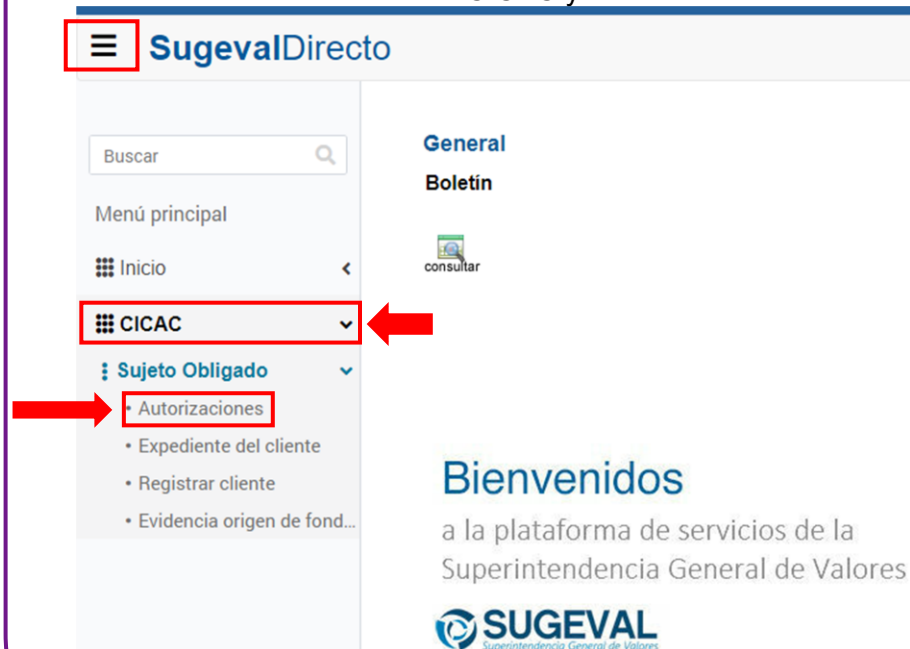 SugevalDirecto
Buscar
Menú principal
Inicio
CICAC
Sujeto Obligado
• Autorizaciones
• Expediente del cliente
• Registrar cliente
• Evidencia origen de fond...
General
Boletín
consultar
Bienvenidos
a la plataforma de servicios de la
Superintendencia General de Valores
SUGEVAL
Superintendencia General de Valores